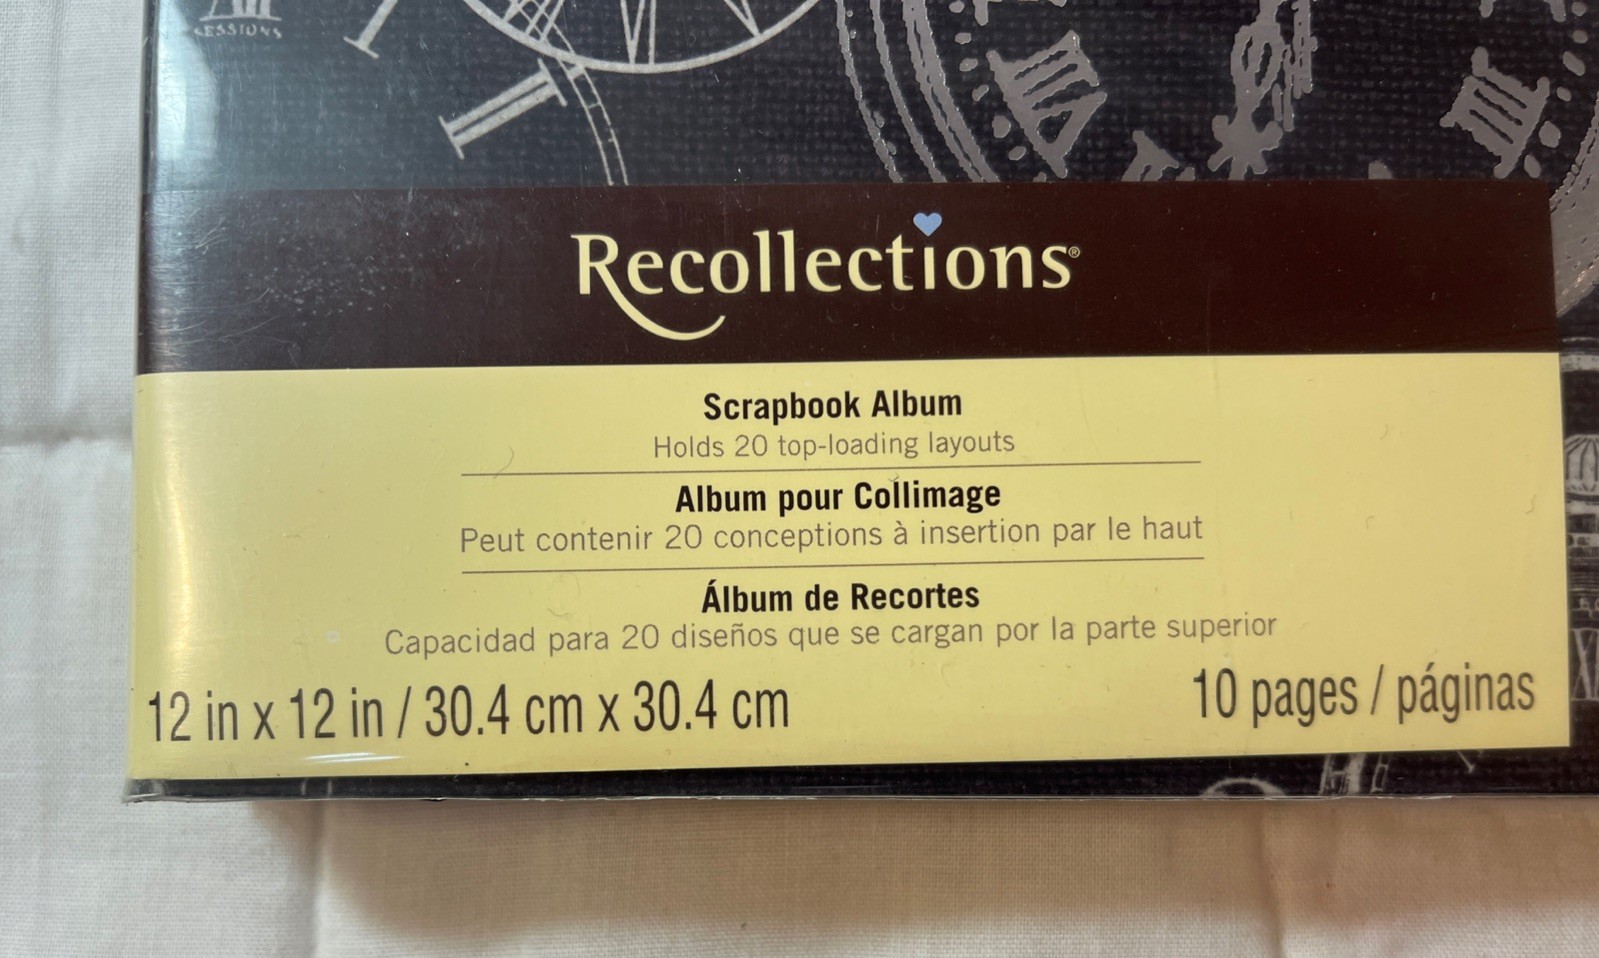 Recollections®
Scrapbook Album
Holds 20 top-loading layouts
Album pour Collimage
Peut contenir 20 conceptions à insertion par le haut
Álbum de Recortes
Capacidad para 20 diseños que se cargan por la parte superior
12 in x 12 in / 30.4 cm x 30.4 cm
10 pages / páginas